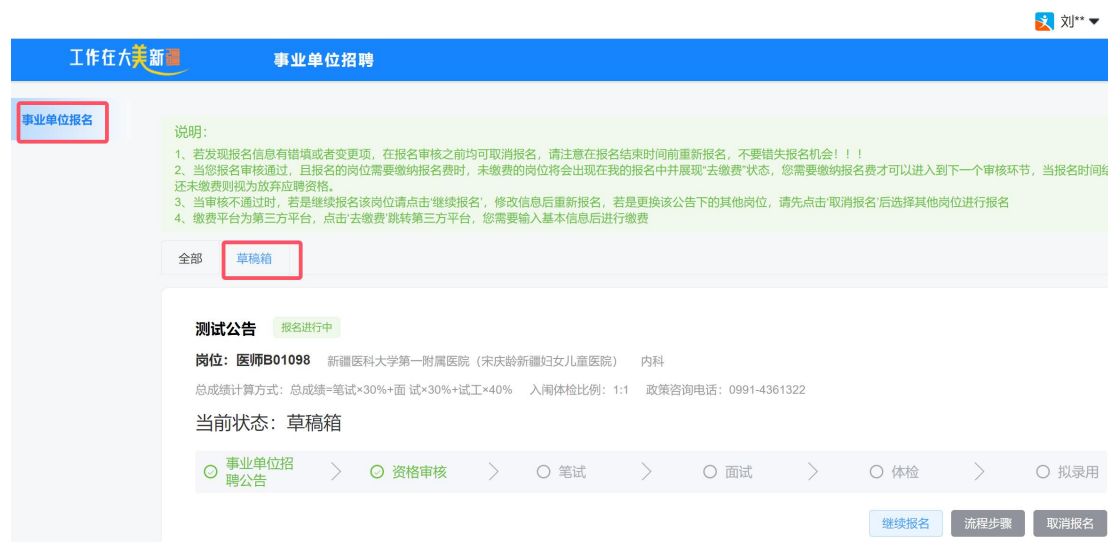 刘**
工作在大美新疆
事业单位招聘
事业单位报名
说明：
1、若发现报名信息有错填或者变更项，在报名审核之前均可取消报名，请注意在报名结束时间前重新报名，不要错失报名机会！！！
2、当您报名审核通过，且报名的岗位需要缴纳报名费时，未缴费的岗位将会出现在我的报名中并展现“去缴费”状态，您需要缴纳报名费才可以进入到下一个审核环节，当报名时间结
还未缴费则视为放弃应聘资格。
3、当审核不通过时，若是继续报名该岗位请点击‘继续报名’，修改信息后重新报名，若是更换该公告下的其他岗位，请先点击‘取消报名’后选择其他岗位进行报名
4、缴费平台为第三方平台，点击‘去缴费’跳转第三方平台，您需要输入基本信息后进行缴费
全部 草稿箱
测试公告 报名进行中
岗位：医师B01098 新疆医科大学第一附属医院（宋庆龄新疆妇女儿童医院） 内科
总成绩计算方式：总成绩=笔试×30%+面 试×30%+试工×40% 入闱体检比例：1:1 政策咨询电话：0991-4361322
当前状态：草稿箱
事业单位招
聘公告
资格审核 笔试 面试 体检 拟录用
继续报名 流程步骤 取消报名